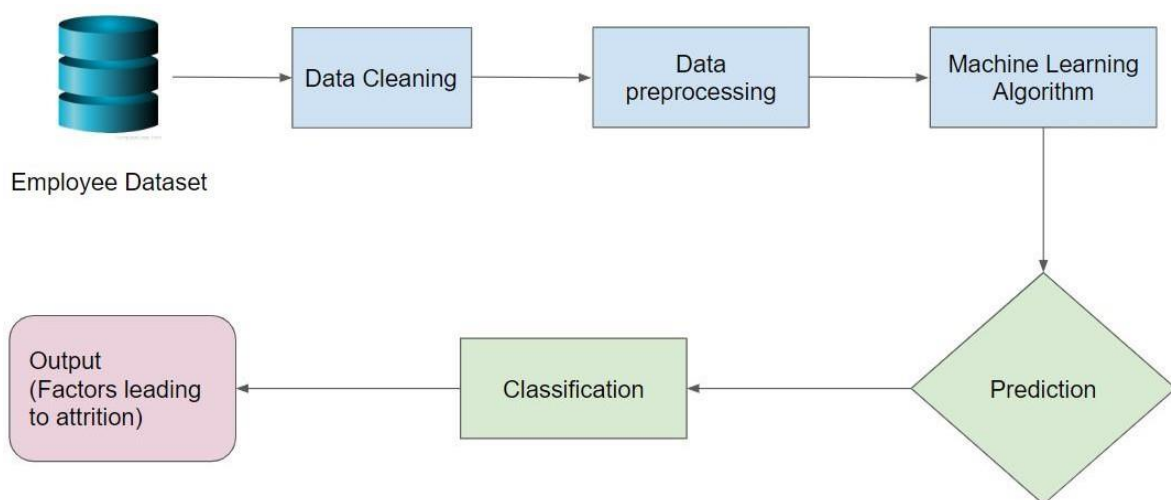 Data Cleaning
Data
preprocessing
Machine Learning
Algorithm
Employee Dataset
Output
(Factors leading
to attrition)
Classification
Prediction